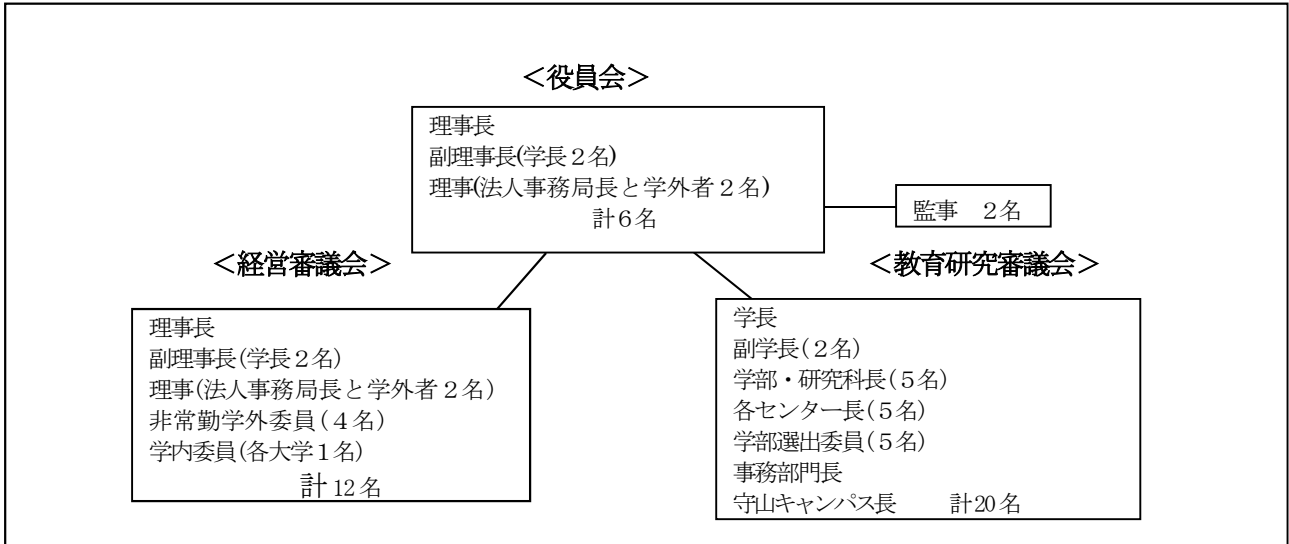 ＜役員会＞
理事長
副理事長(学長２名)
理事(法人事務局長と学外者２名)
計６名
監事　２名
＜経営審議会＞
理事長
副理事長(学長２名)
理事(法人事務局長と学外者２名)
非常勤学外委員(４名)
学内委員(各大学１名)
計 12 名
＜教育研究審議会＞
学長
副学長(２名)
学部・研究科長(５名)
各センター長(５名)
学部選出委員(５名)
事務部門長
守山キャンパス長　　計20名